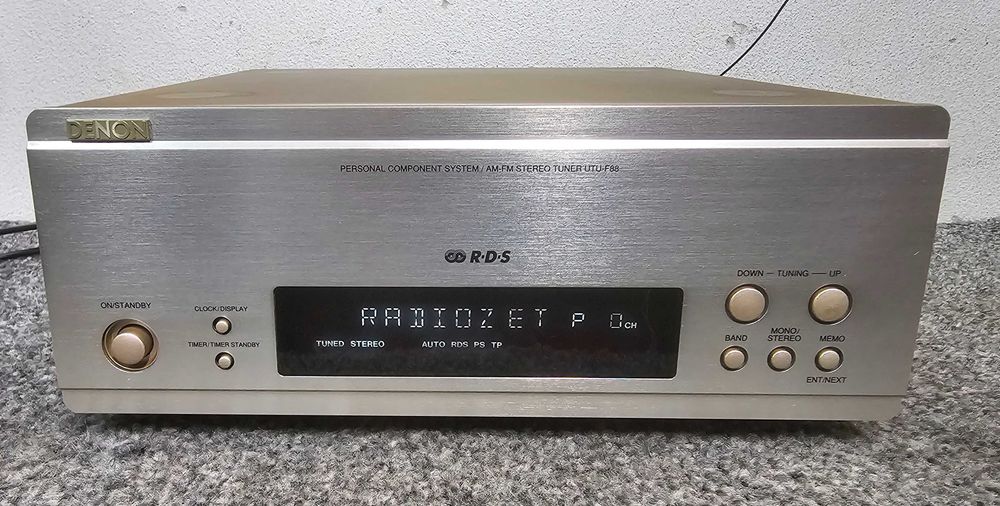 DENON
PERSONAL COMPONENT SYSTEM / AM-FM STEREO TUNER UTU-F88
R·D·S
DOWN — TUNING — UP
ON/STANDBY
CLOCK/DISPLAY
RADIOZET P 0CH
TIMER/TIMER STANDBY
TUNED STEREO AUTO RDS PS TP
BAND
MONO/
STEREO
MEMO
ENT/NEXT